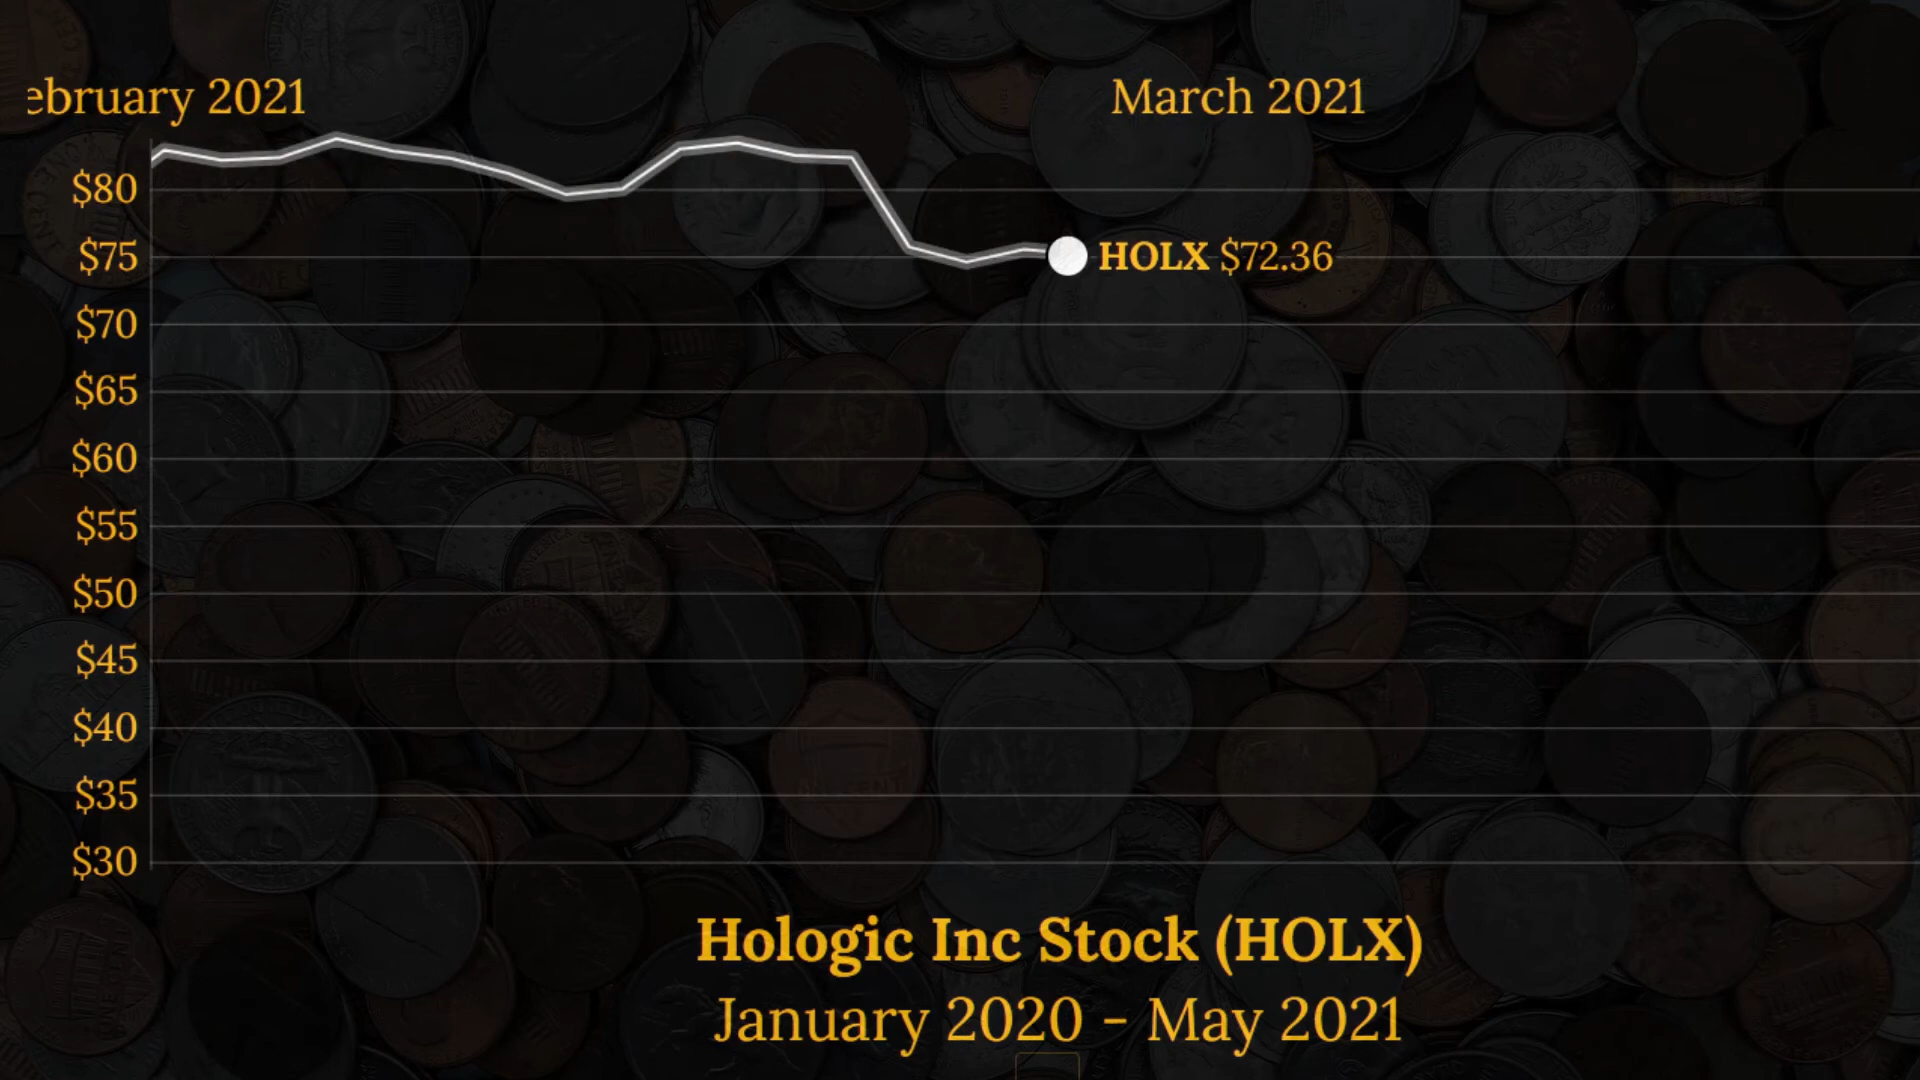 ebruary 2021
March 2021
$80
$75
HOLX $72.36
$70
$65
$60
$55
$50
$45
$40
$35
$30
Hologic Inc Stock (HOLX)
January 2020 - May 2021